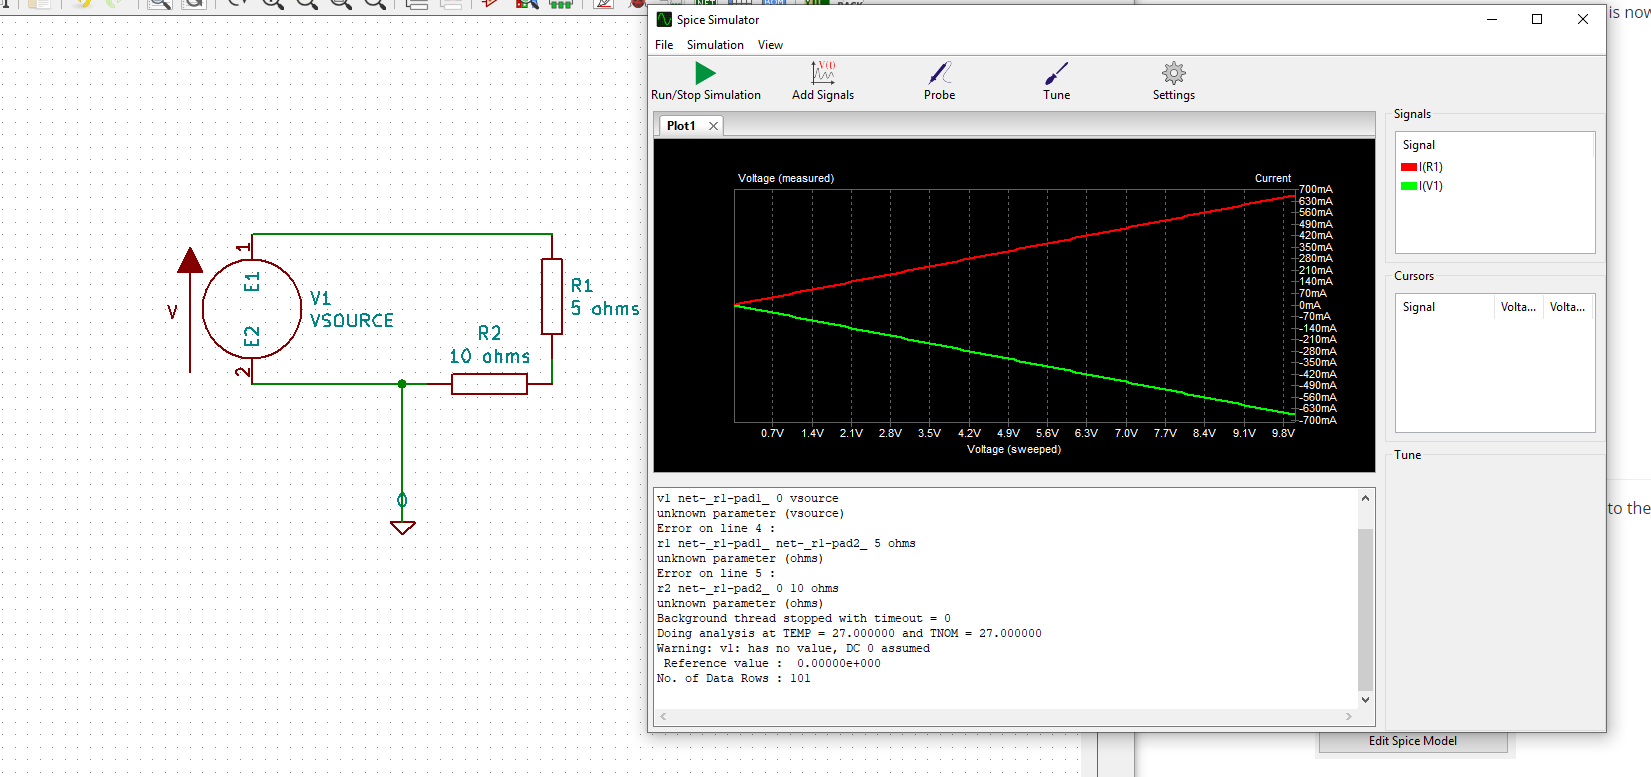 is now
Spice Simulator
File Simulation View
V(t)
Run/Stop Simulation Add Signals Probe Tune Settings
Plot1
Voltage (measured)
Current
700mA
630mA
560mA
490mA
420mA
350mA
280mA
210mA
140mA
70mA
0mA
-70mA
-140mA
-210mA
-280mA
-350mA
-420mA
-490mA
-560mA
-630mA
-700mA
0.7V 1.4V 2.1V 2.8V 3.5V 4.2V 4.9V 5.6V 6.3V 7.0V 7.7V 8.4V 9.1V 9.8V
Voltage (sweeped)
Signals
Signal
I(R1)
I(V1)
Cursors
Signal Volta... Volta...
Tune
1
E1
V
V1
VSOURCE
E2
2
R1
5 ohms
R2
10 ohms
0
v1 net-_r1-pad1_ 0 vsource
unknown parameter (vsource)
Error on line 4 :
r1 net-_r1-pad1_ net-_r1-pad2_ 5 ohms
unknown parameter (ohms)
Error on line 5 :
r2 net-_r1-pad2_ 0 10 ohms
unknown parameter (ohms)
Background thread stopped with timeout = 0
Doing analysis at TEMP = 27.000000 and TNOM = 27.000000
Warning: v1: has no value, DC 0 assumed
Reference value : 0.00000e+000
No. of Data Rows : 101
to the
Edit Spice Model